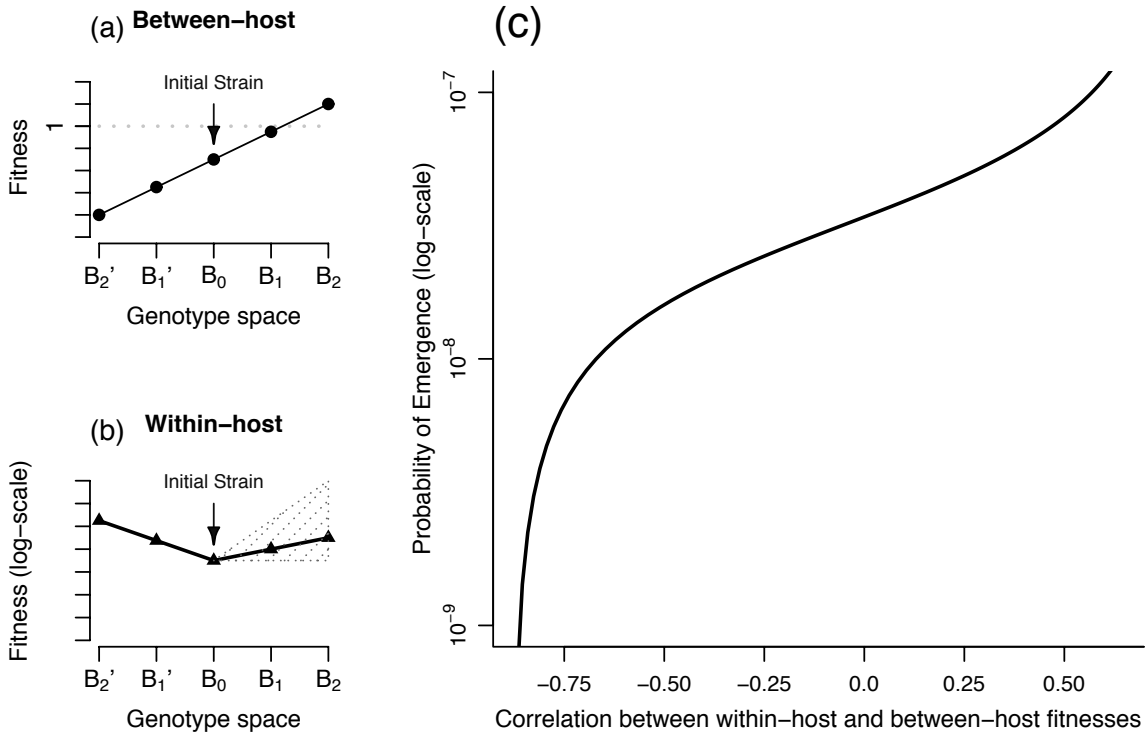 (a) Between−host
Initial Strain
Fitness
1
B₂' B₁' B₀ B₁ B₂
Genotype space
(b) Within−host
Initial Strain
Fitness (log−scale)
B₂' B₁' B₀ B₁ B₂
Genotype space
(c)
Probability of Emergence (log−scale)
10⁻⁷
10⁻⁸
10⁻⁹
−0.75 −0.50 −0.25 0.0 0.25 0.50
Correlation between within−host and between−host fitnesses